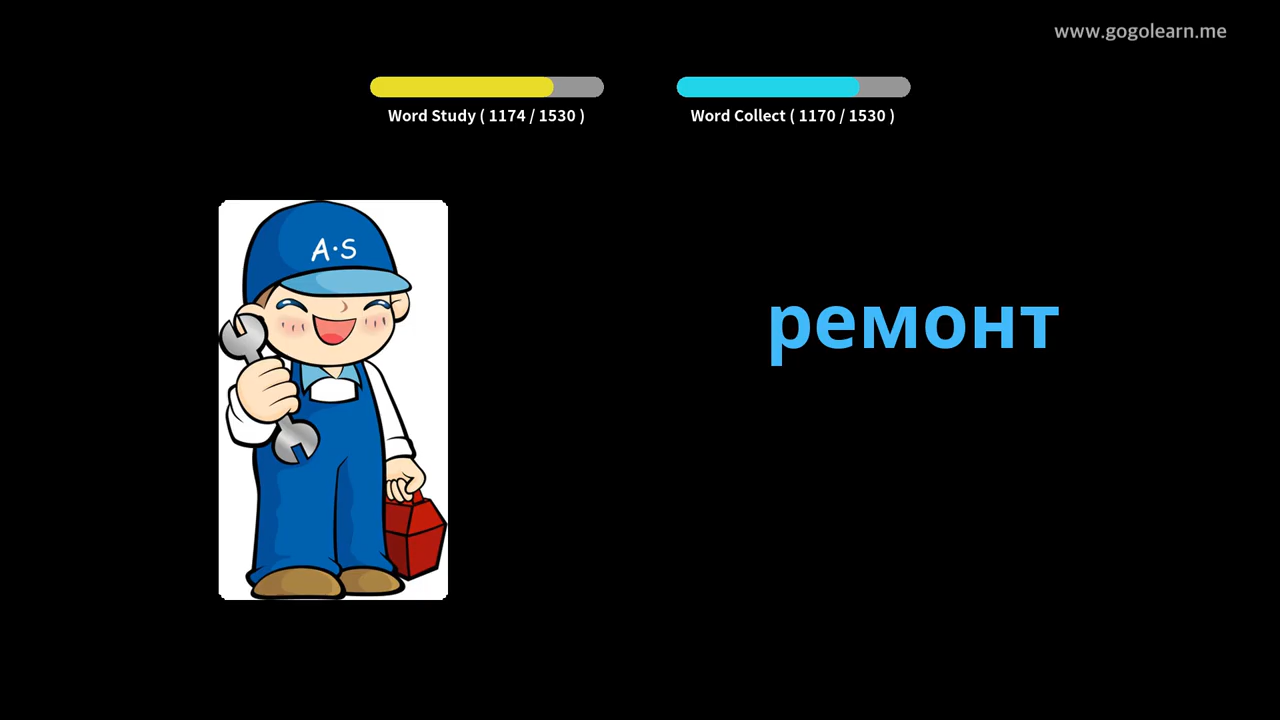 www.gogolearn.me
Word Study ( 1174 / 1530 )
Word Collect ( 1170 / 1530 )
A·S
ремонт